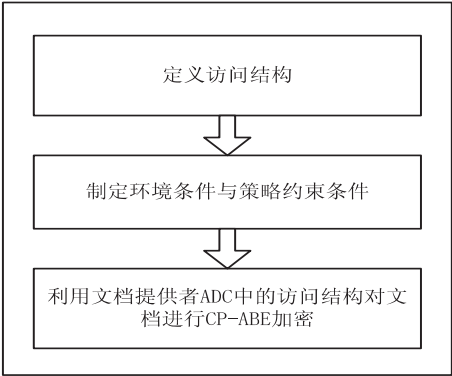 定义访问结构
制定环境条件与策略约束条件
利用文档提供者ADC中的访问结构对文
档进行CP-ABE加密